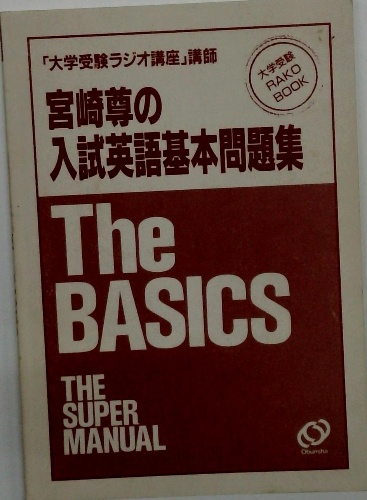 「大学受験ラジオ講座」講師
大学受験
RAKO
BOOK
宮崎尊の
入試英語基本問題集
The
BASICS
THE
SUPER
MANUAL
Obunsha